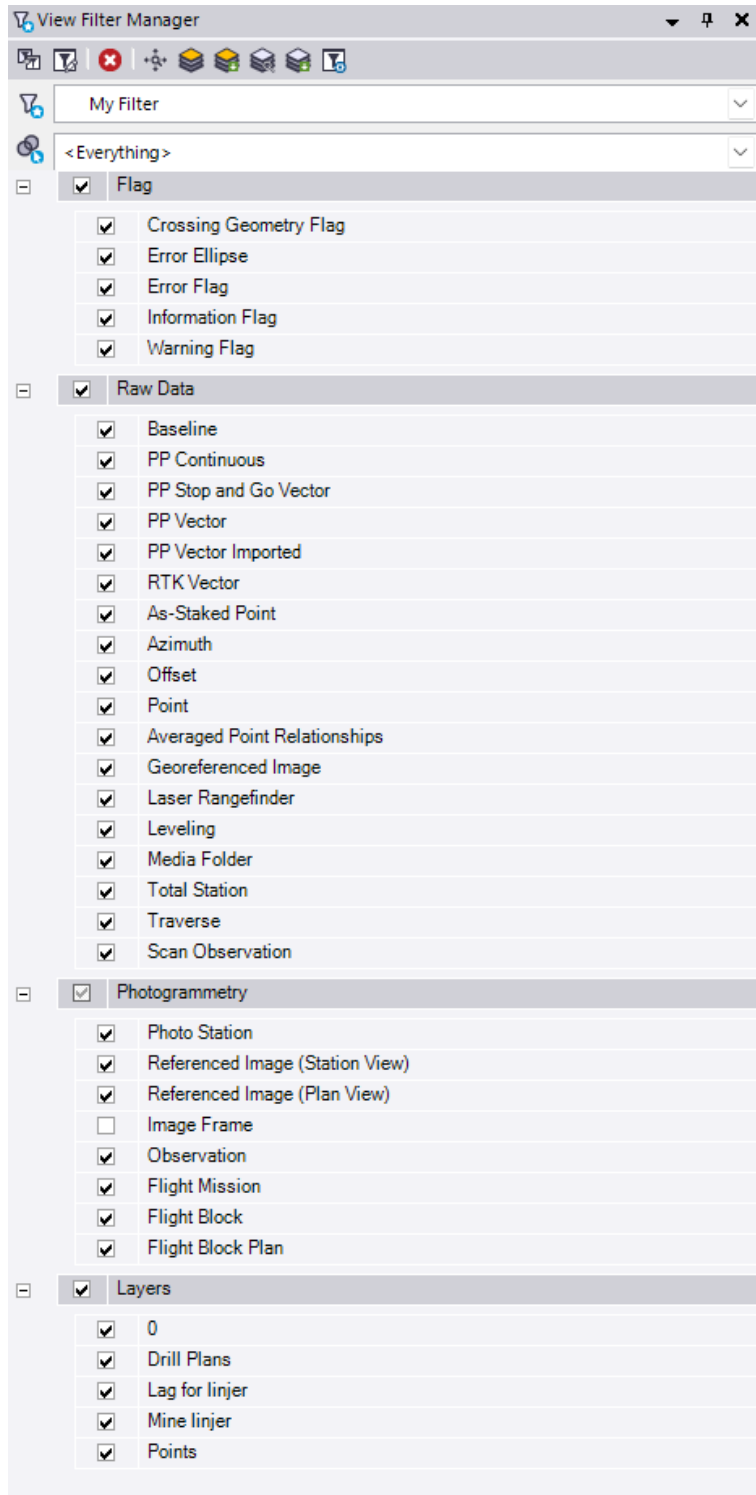 View Filter Manager
My Filter
<Everything>
Flag
Crossing Geometry Flag
Error Ellipse
Error Flag
Information Flag
Warning Flag
Raw Data
Baseline
PP Continuous
PP Stop and Go Vector
PP Vector
PP Vector Imported
RTK Vector
As-Staked Point
Azimuth
Offset
Point
Averaged Point Relationships
Georeferenced Image
Laser Rangefinder
Leveling
Media Folder
Total Station
Traverse
Scan Observation
Photogrammetry
Photo Station
Referenced Image (Station View)
Referenced Image (Plan View)
Image Frame
Observation
Flight Mission
Flight Block
Flight Block Plan
Layers
0
Drill Plans
Lag for linjer
Mine linjer
Points